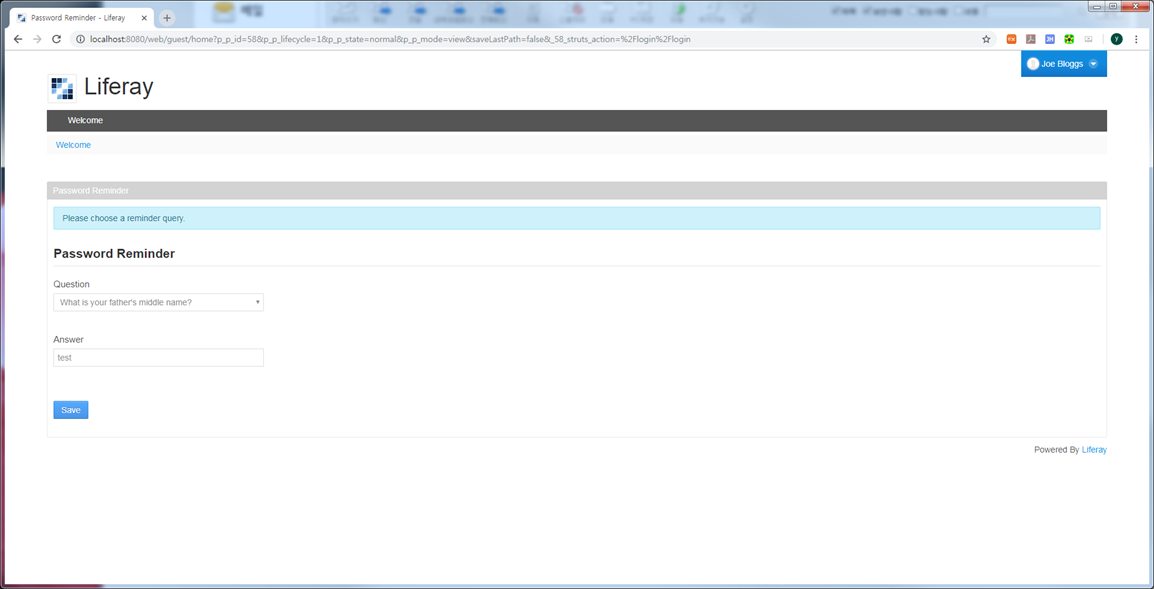 Password Reminder - Liferay
localhost:8080/web/guest/home?p_p_id=58&p_p_lifecycle=1&p_p_state=normal&p_p_mode=view&saveLastPath=false&_58_struts_action=%2Flogin%2Flogin
Joe Bloggs
Liferay
Welcome
Welcome
Password Reminder
Please choose a reminder query.
Password Reminder
Question
What is your father's middle name?
Answer
test
Save
Powered By Liferay